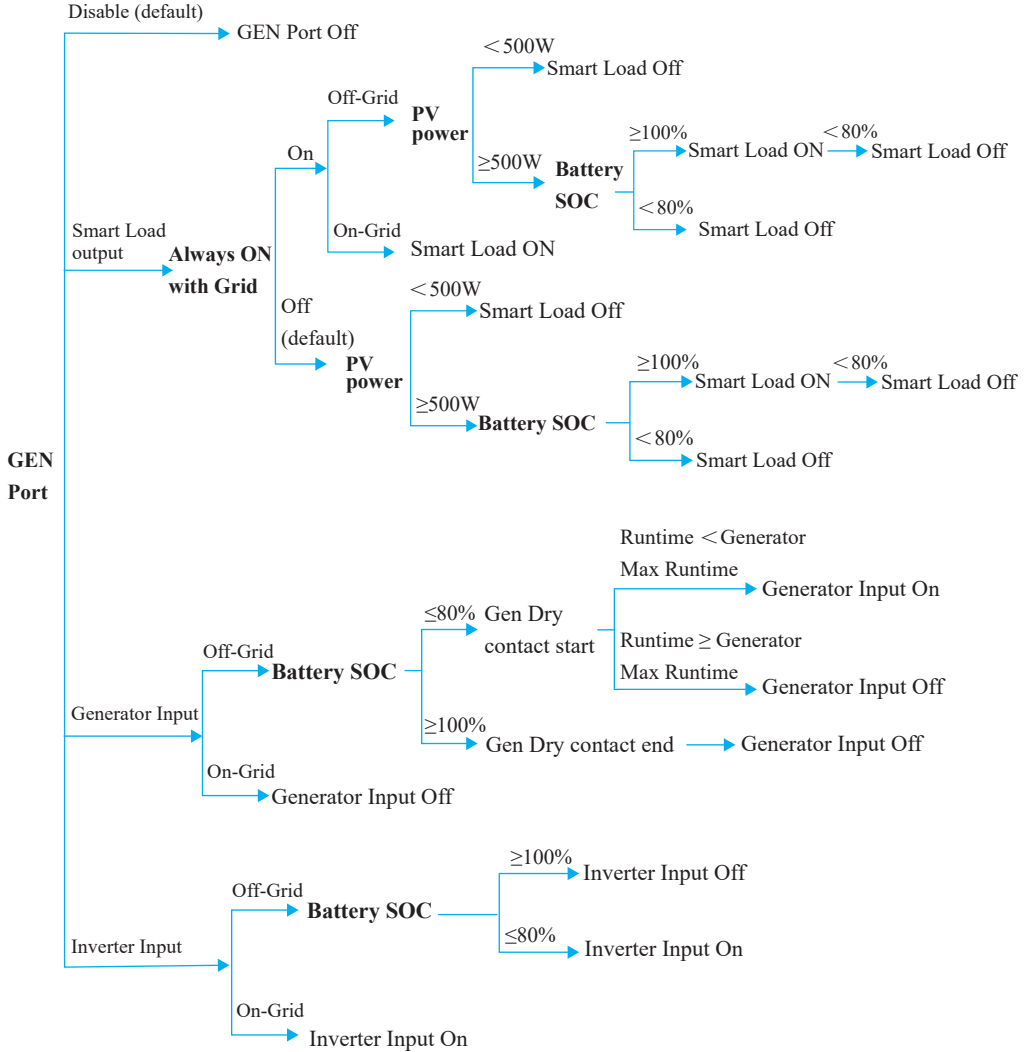 Disable (default)
GEN Port Off
<500W
Smart Load Off
Off-Grid
PV
power
On
≥500W
Battery
SOC
≥100%
Smart Load ON
<80%
Smart Load Off
<80%
Smart Load Off
On-Grid
Smart Load ON
Smart Load
output
Always ON
with Grid
Off
(default)
PV
power
<500W
Smart Load Off
≥500W
Battery SOC
≥100%
Smart Load ON
<80%
Smart Load Off
<80%
Smart Load Off
GEN
Port
Generator Input
Off-Grid
Battery SOC
≤80%
Gen Dry
contact start
Runtime <Generator
Max Runtime
Generator Input On
Runtime ≥ Generator
Max Runtime
Generator Input Off
≥100%
Gen Dry contact end
Generator Input Off
On-Grid
Generator Input Off
Inverter Input
Off-Grid
Battery SOC
≥100%
Inverter Input Off
≤80%
Inverter Input On
On-Grid
Inverter Input On